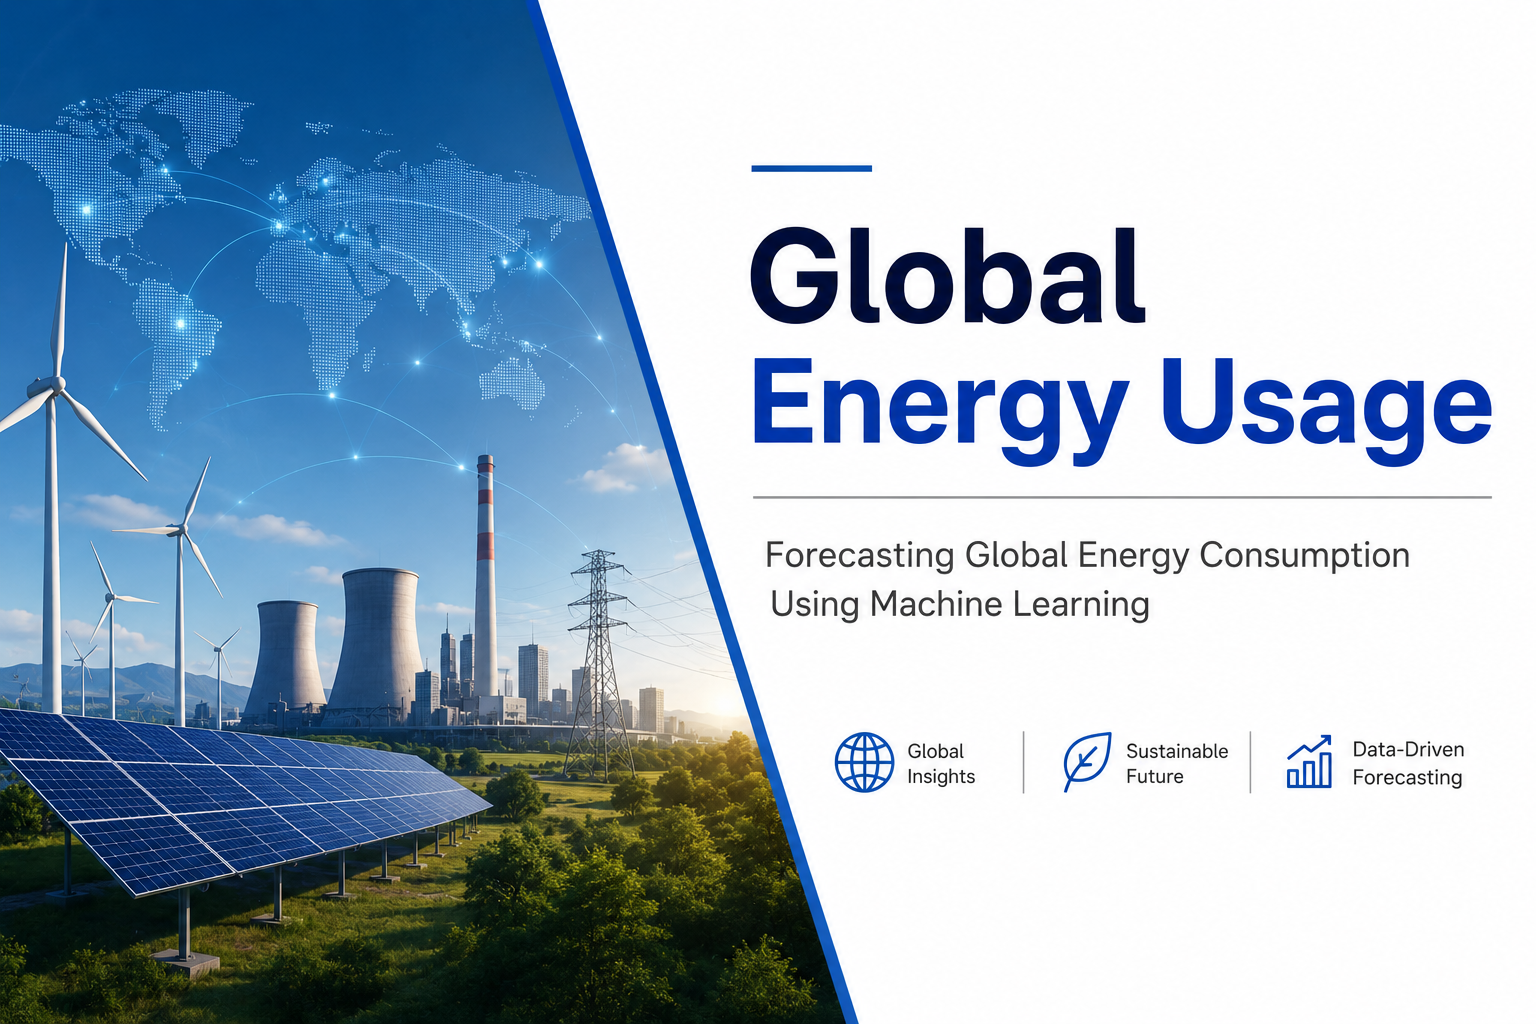 Global
Energy Usage
Forecasting Global Energy Consumption
Using Machine Learning
Global
Insights
Sustainable
Future
Data-Driven
Forecasting